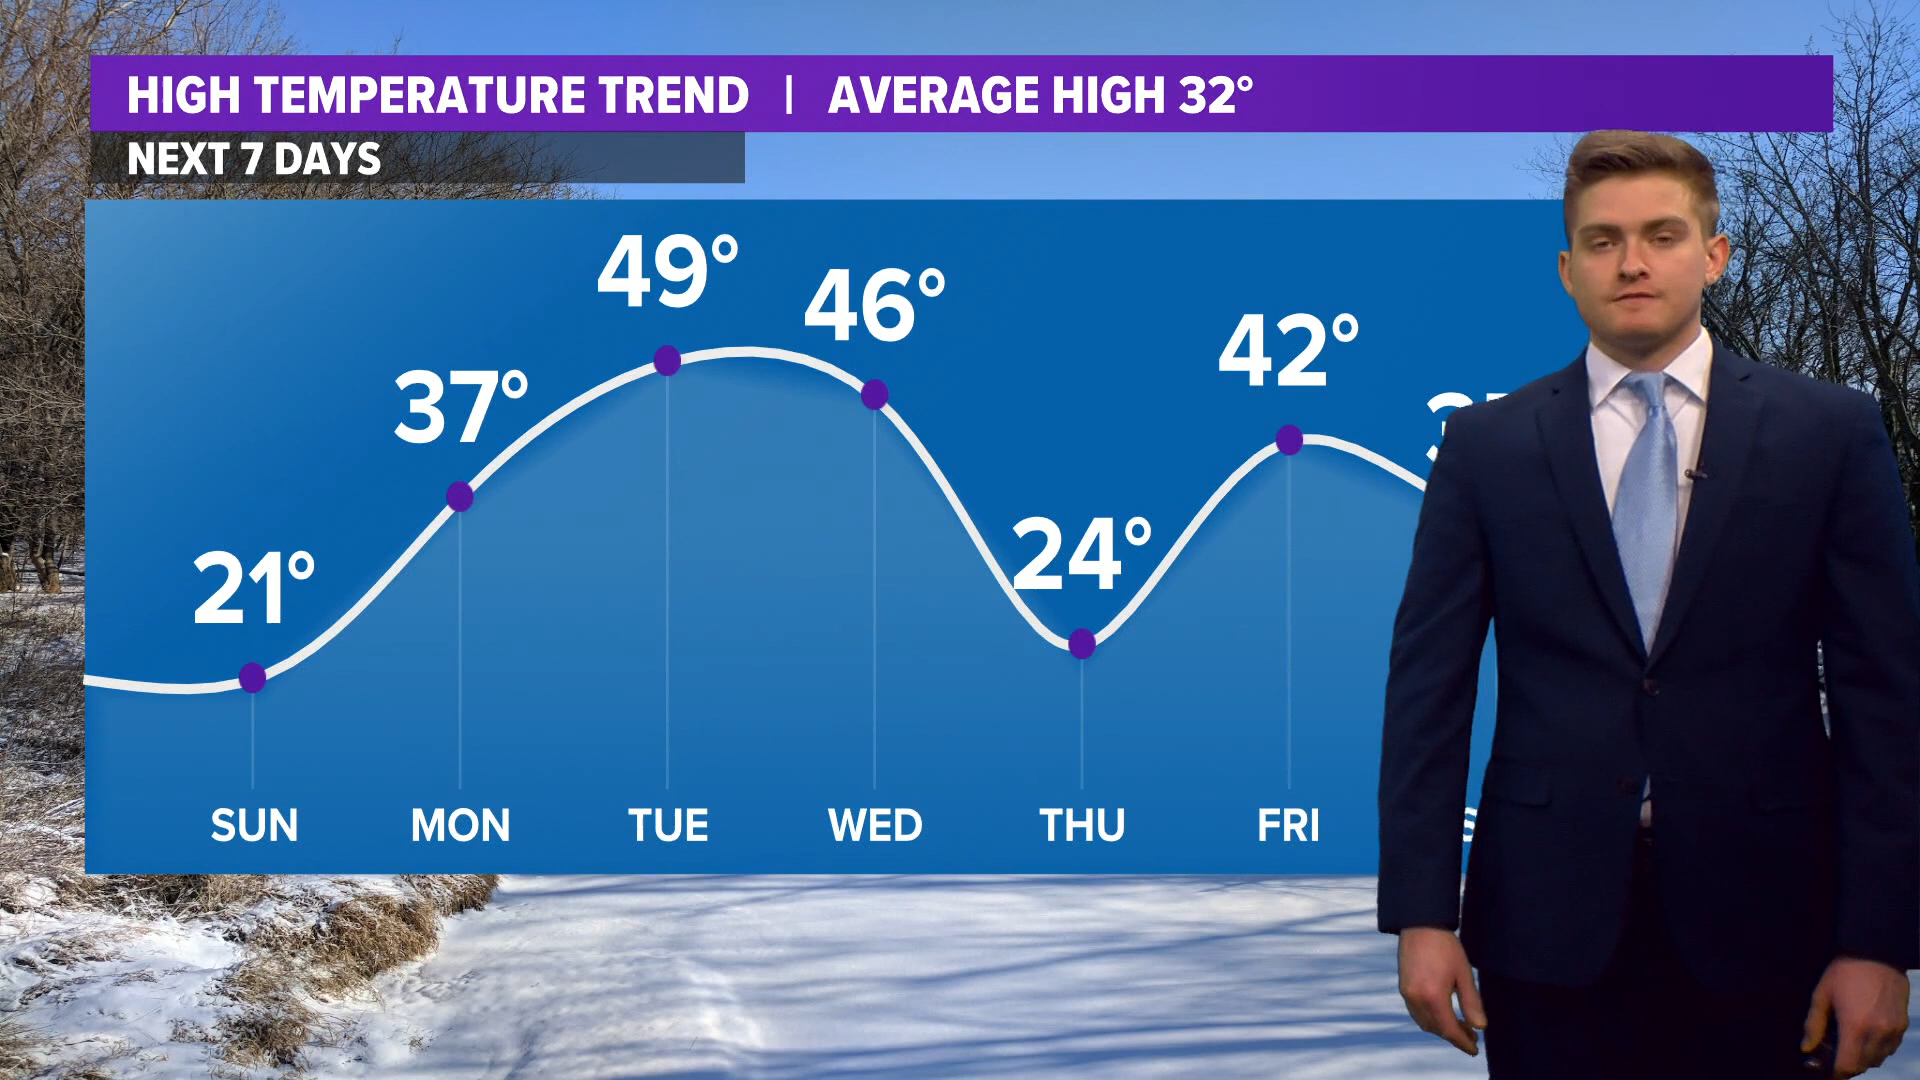 HIGH TEMPERATURE TREND | AVERAGE HIGH 32°
NEXT 7 DAYS
49°
46°
42°
37°
24°
21°
SUN MON TUE WED THU FRI